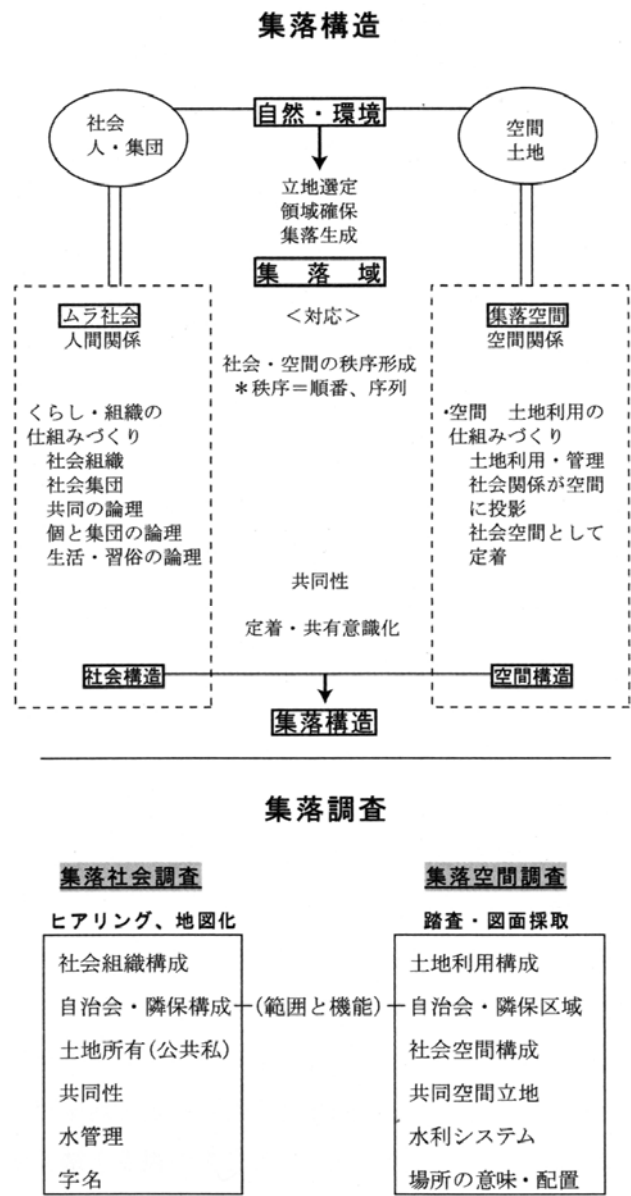 集落構造
社会
人・集団
自然・環境
空間
土地
立地選定
領域確保
集落生成
集落域
ムラ社会
人間関係
くらし・組織の
仕組みづくり
社会組織
社会集団
共同の論理
個と集団の論理
生活・習俗の論理
＜対応＞
社会・空間の秩序形成
＊秩序＝順番、序列
共同性
定着・共有意識化
集落空間
空間関係
・空間　土地利用の
仕組みづくり
土地利用・管理
社会関係が空間
に投影
社会空間として
定着
社会構造
空間構造
集落構造
集落調査
集落社会調査
ヒアリング、地図化
社会組織構成
自治会・隣保構成
土地所有(公共私)
共同性
水管理
字名
(範囲と機能)
集落空間調査
踏査・図面採取
土地利用構成
自治会・隣保区域
社会空間構成
共同空間立地
水利システム
場所の意味・配置